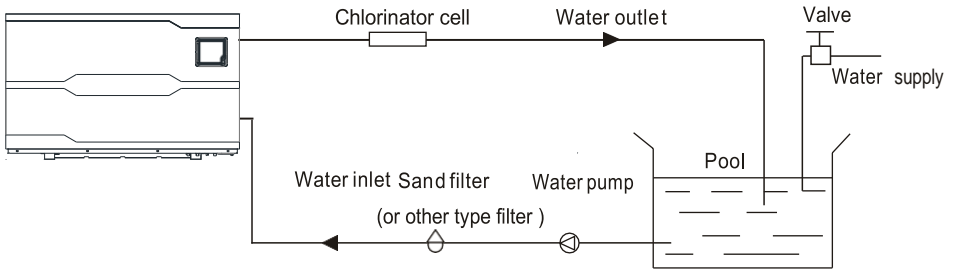 Chlorinator cell
Water outlet
Valve
Water supply
Pool
Water inlet
Sand filter
(or other type filter )
Water pump